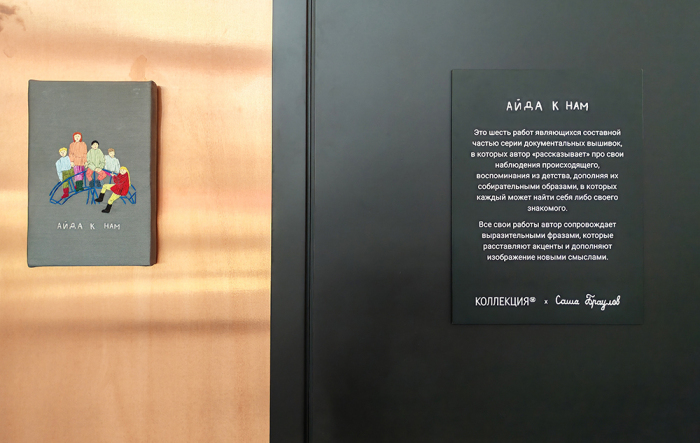 АЙДА К НАМ
АЙДА К НАМ
Это шесть работ являющихся составной
частью серии документальных вышивок,
в которых автор «рассказывает» про свои
наблюдения происходящего,
воспоминания из детства, дополняя их
собирательными образами, в которых
каждый может найти себя либо своего
знакомого.
Все свои работы автор сопровождает
выразительными фразами, которые
расставляют акценты и дополняют
изображение новыми смыслами.
КОЛЛЕКЦИЯ x Саша Браулов